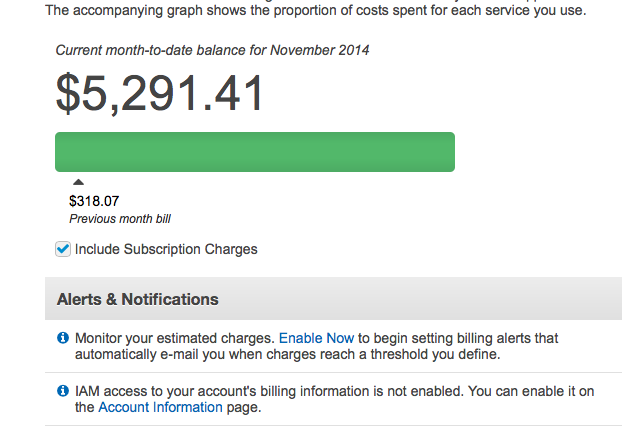 The accompanying graph shows the proportion of costs spent for each service you use.
Current month-to-date balance for November 2014
$5,291.41
$318.07
Previous month bill
Include Subscription Charges
Alerts & Notifications
Monitor your estimated charges. Enable Now to begin setting billing alerts that
automatically e-mail you when charges reach a threshold you define.
IAM access to your account's billing information is not enabled. You can enable it on
the Account Information page.